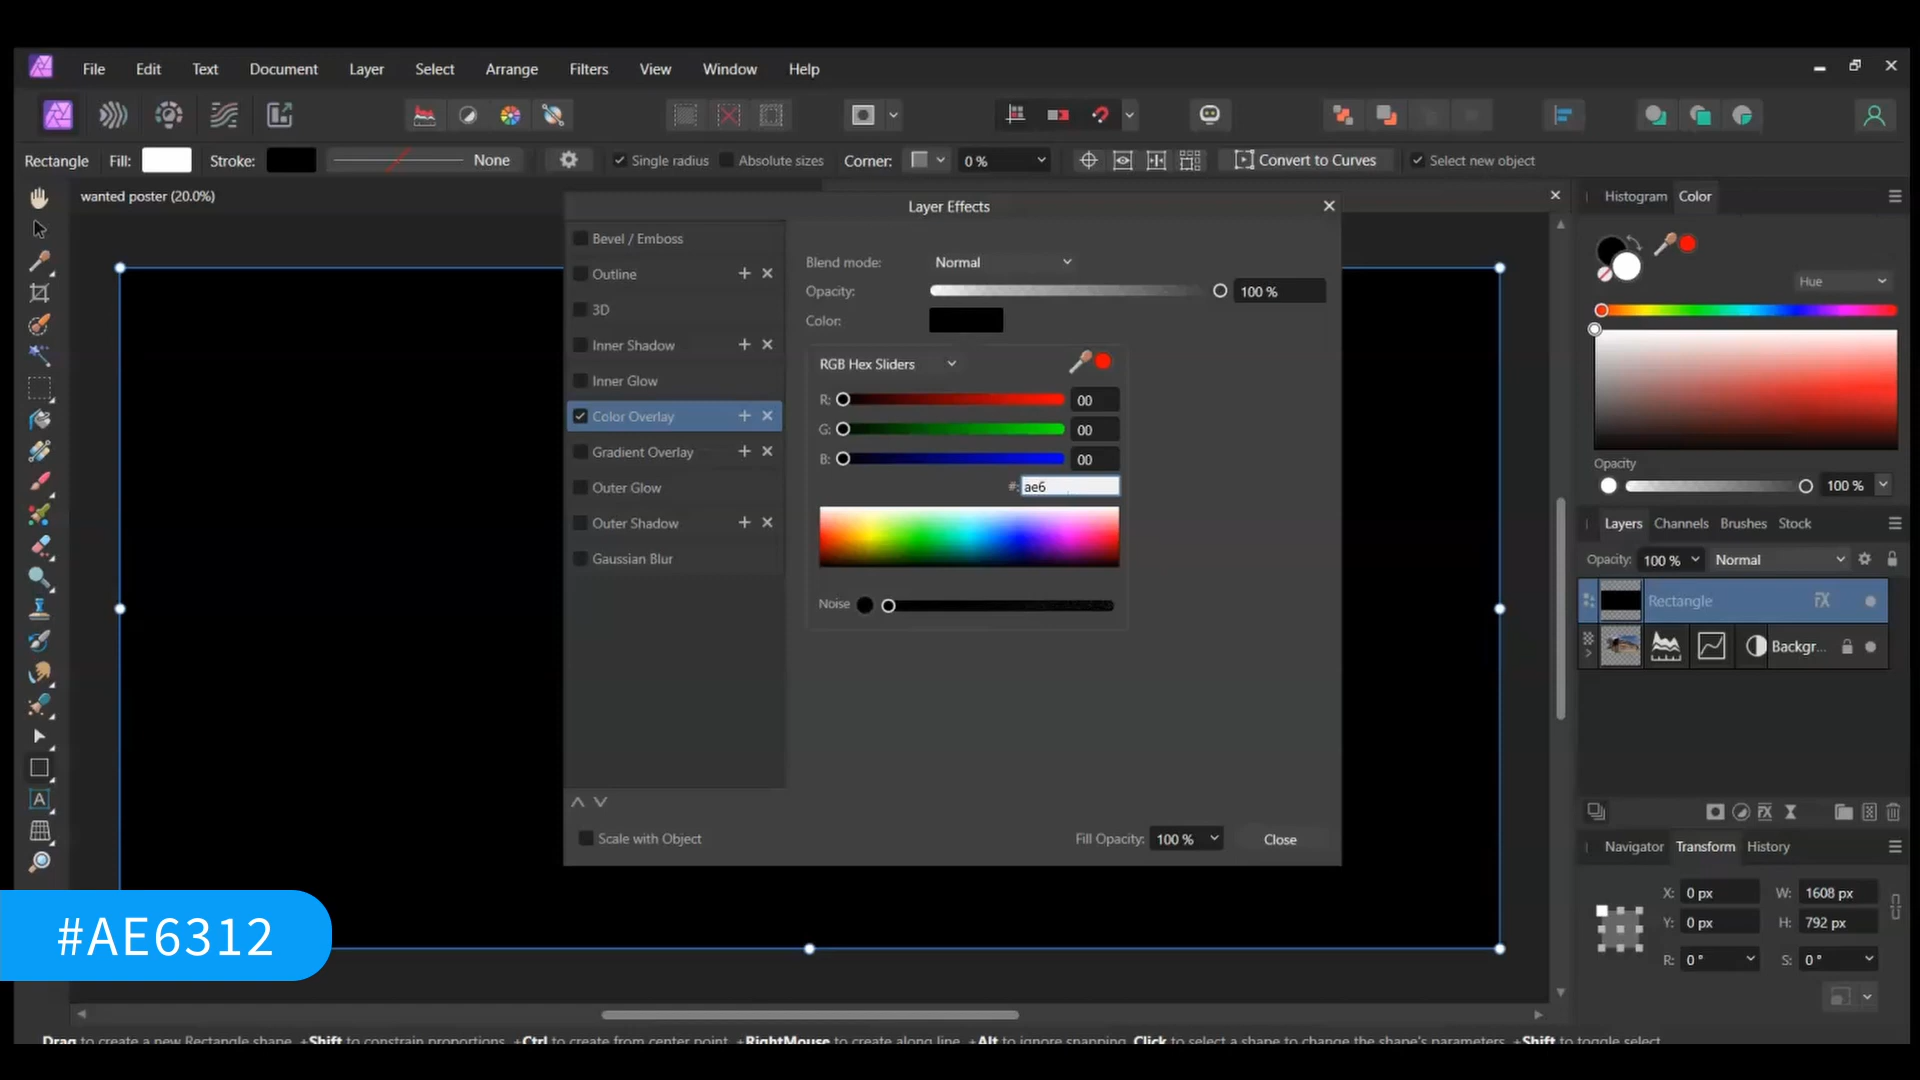 File Edit Text Document Layer Select Arrange Filters View Window Help
Rectangle Fill: Stroke: None Single radius Absolute sizes Corner: 0 % Convert to Curves Select new object
wanted poster (20.0%)
Layer Effects
Bevel / Emboss
Outline
3D
Inner Shadow
Inner Glow
Color Overlay
Gradient Overlay
Outer Glow
Outer Shadow
Gaussian Blur
Blend mode: Normal
Opacity: 100 %
Color:
RGB Hex Sliders
R: 00
G: 00
B: 00
#: ae6
Noise
Scale with Object
Fill Opacity: 100 % Close
Histogram Color
Hue
Opacity
100 %
Layers Channels Brushes Stock
Opacity: 100 % Normal
Rectangle FX
Backgr...
Navigator Transform History
X: 0 px W: 1608 px
Y: 0 px H: 792 px
R: 0 ° S: 0 °
#AE6312
Drag to create a new Rectangle shape. +Shift to constrain proportions. +Ctrl to create from center point. +RightMouse to create along line. +Alt to ignore snapping. Click to select a shape to change the shape's parameters. +Shift to toggle select